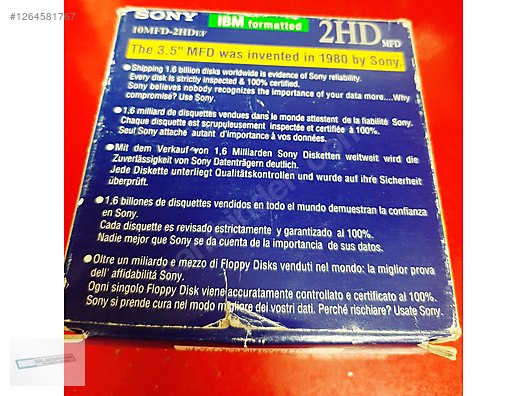 #1264581767
SONY
IBM formatted
2HD MFD
10MFD-2HDEF
The 3.5" MFD was invented in 1980 by Sony.
●Shipping 1.6 billion disks worldwide is evidence of Sony reliability.
Every disk is strictly inspected & 100% certified.
Sony believes nobody recognizes the importance of your data more....Why
compromise? Use Sony.
●1,6 milliard de disquettes vendues dans le monde attestent de la fiabilité Sony.
Chaque disquette est scrupuleusement inspectée et certifiée à 100%.
Seul Sony attache autant d'importance à vos données.
●Mit dem Verkauf von 1,6 Milliarden Sony Disketten weltweit wird die
Zuverlässigkeit von Sony Datenträgern deutlich.
Jede Diskette unterliegt Qualitätskontrollen und wurde auf ihre Sicherheit
überprüft.
●1,6 billones de disquettes vendidos en todo el mundo demuestran la confianza
en Sony.
Cada disquette es revisado estrictamente y garantizado al 100%.
Nadie mejor que Sony se da cuenta de la importancia de sus datos.
●Oltre un miliardo e mezzo di Floppy Disks venduti nel mondo: la miglior prova
dell' affidabilitá Sony.
Ogni singolo Floppy Disk viene accuratamente controllato e certificato al 100%.
Sony si prende cura nel modo migliore dei vostri dati. Perché rischiare? Usate Sony.